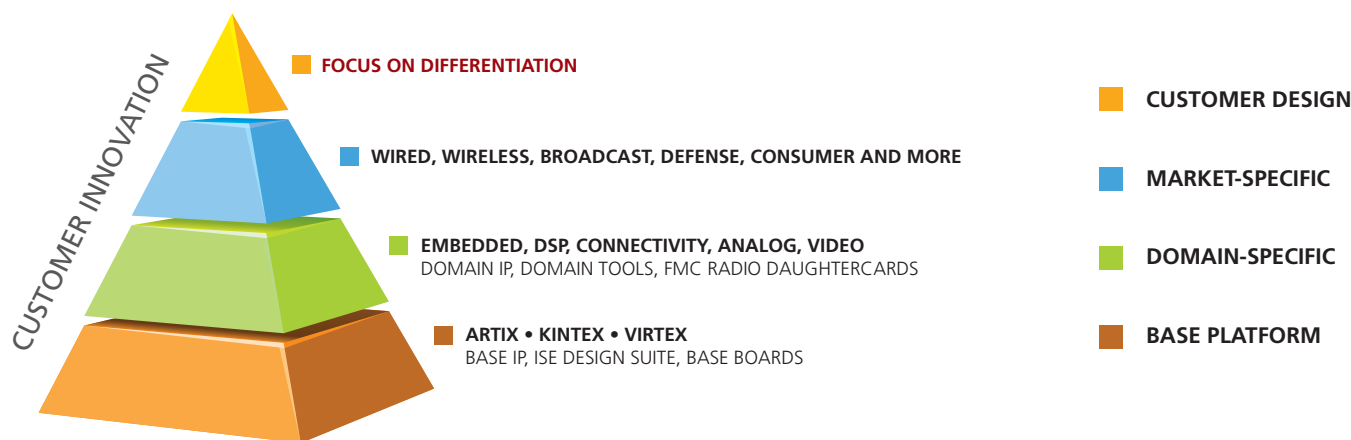 CUSTOMER INNOVATION
FOCUS ON DIFFERENTIATION
WIRED, WIRELESS, BROADCAST, DEFENSE, CONSUMER AND MORE
EMBEDDED, DSP, CONNECTIVITY, ANALOG, VIDEO
DOMAIN IP, DOMAIN TOOLS, FMC RADIO DAUGHTERCARDS
ARTIX • KINTEX • VIRTEX
BASE IP, ISE DESIGN SUITE, BASE BOARDS
CUSTOMER DESIGN
MARKET-SPECIFIC
DOMAIN-SPECIFIC
BASE PLATFORM